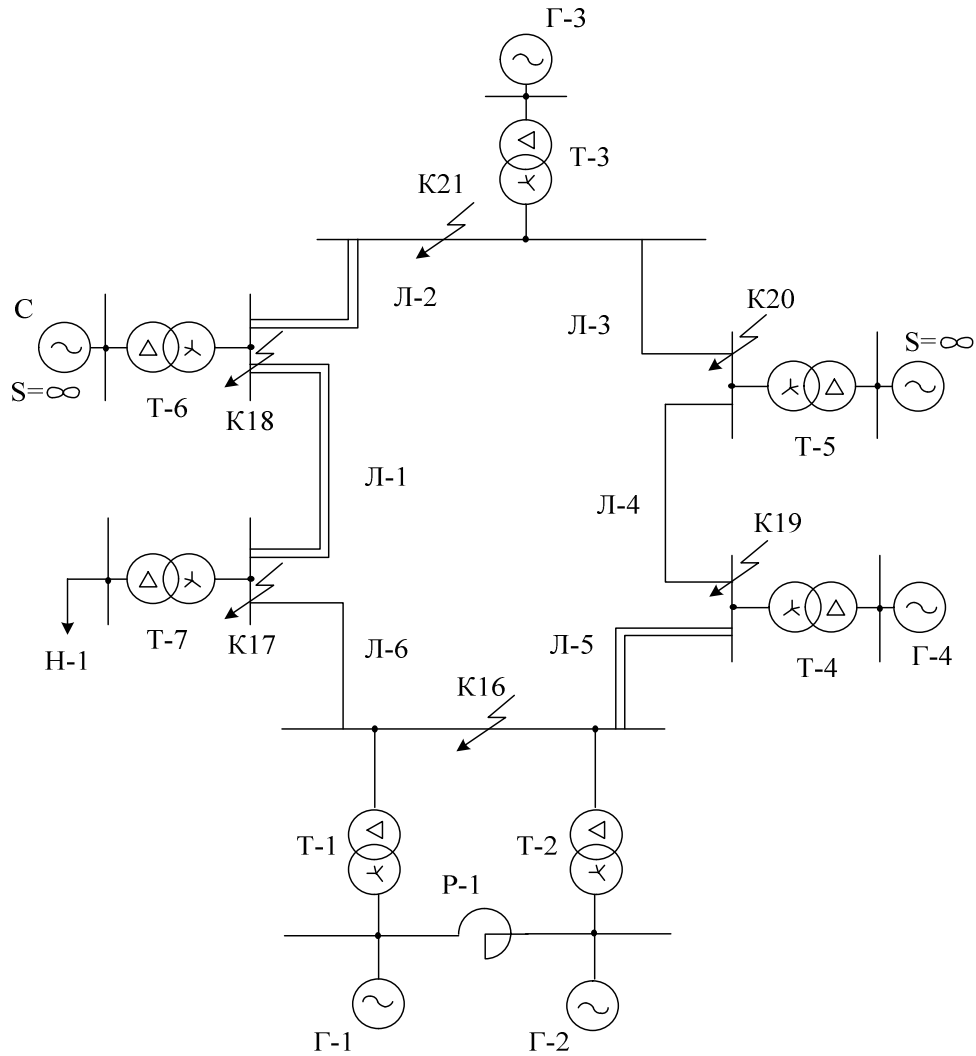 Г-3
Т-3
К21
Л-2
С
К20
Л-3
S=∞
S=∞
Т-6
К18
Т-5
Л-1
Л-4
К19
Т-7
К17
Н-1
Л-6
Л-5
Т-4
Г-4
К16
Т-1
Т-2
Р-1
Г-1
Г-2